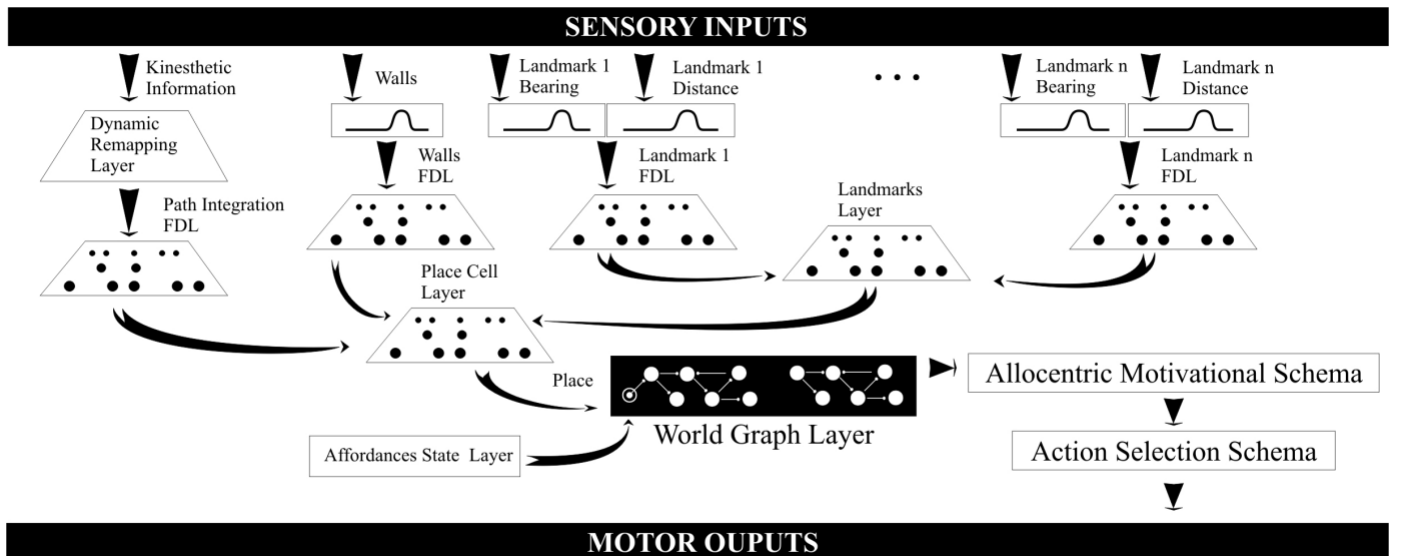 SENSORY INPUTS
Kinesthetic
Information
Walls
Landmark 1
Bearing
Landmark 1
Distance
. . .
Landmark n
Bearing
Landmark n
Distance
Dynamic
Remapping
Layer
Walls
FDL
Landmark 1
FDL
Landmark n
FDL
Landmarks
Layer
Path Integration
FDL
Place Cell
Layer
Place
World Graph Layer
Allocentric Motivational Schema
Affordances State Layer
Action Selection Schema
MOTOR OUPUTS